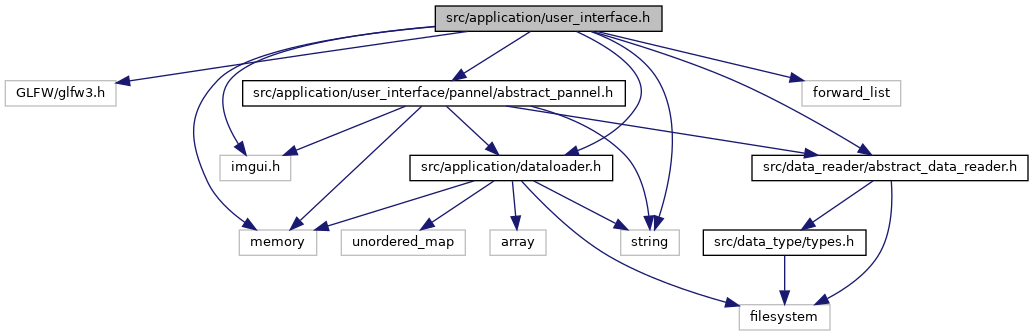 src/application/user_interface.h
GLFW/glfw3.h
src/application/user_interface/pannel/abstract_pannel.h
forward_list
imgui.h
src/application/dataloader.h
src/data_reader/abstract_data_reader.h
memory
unordered_map
array
string
src/data_type/types.h
filesystem